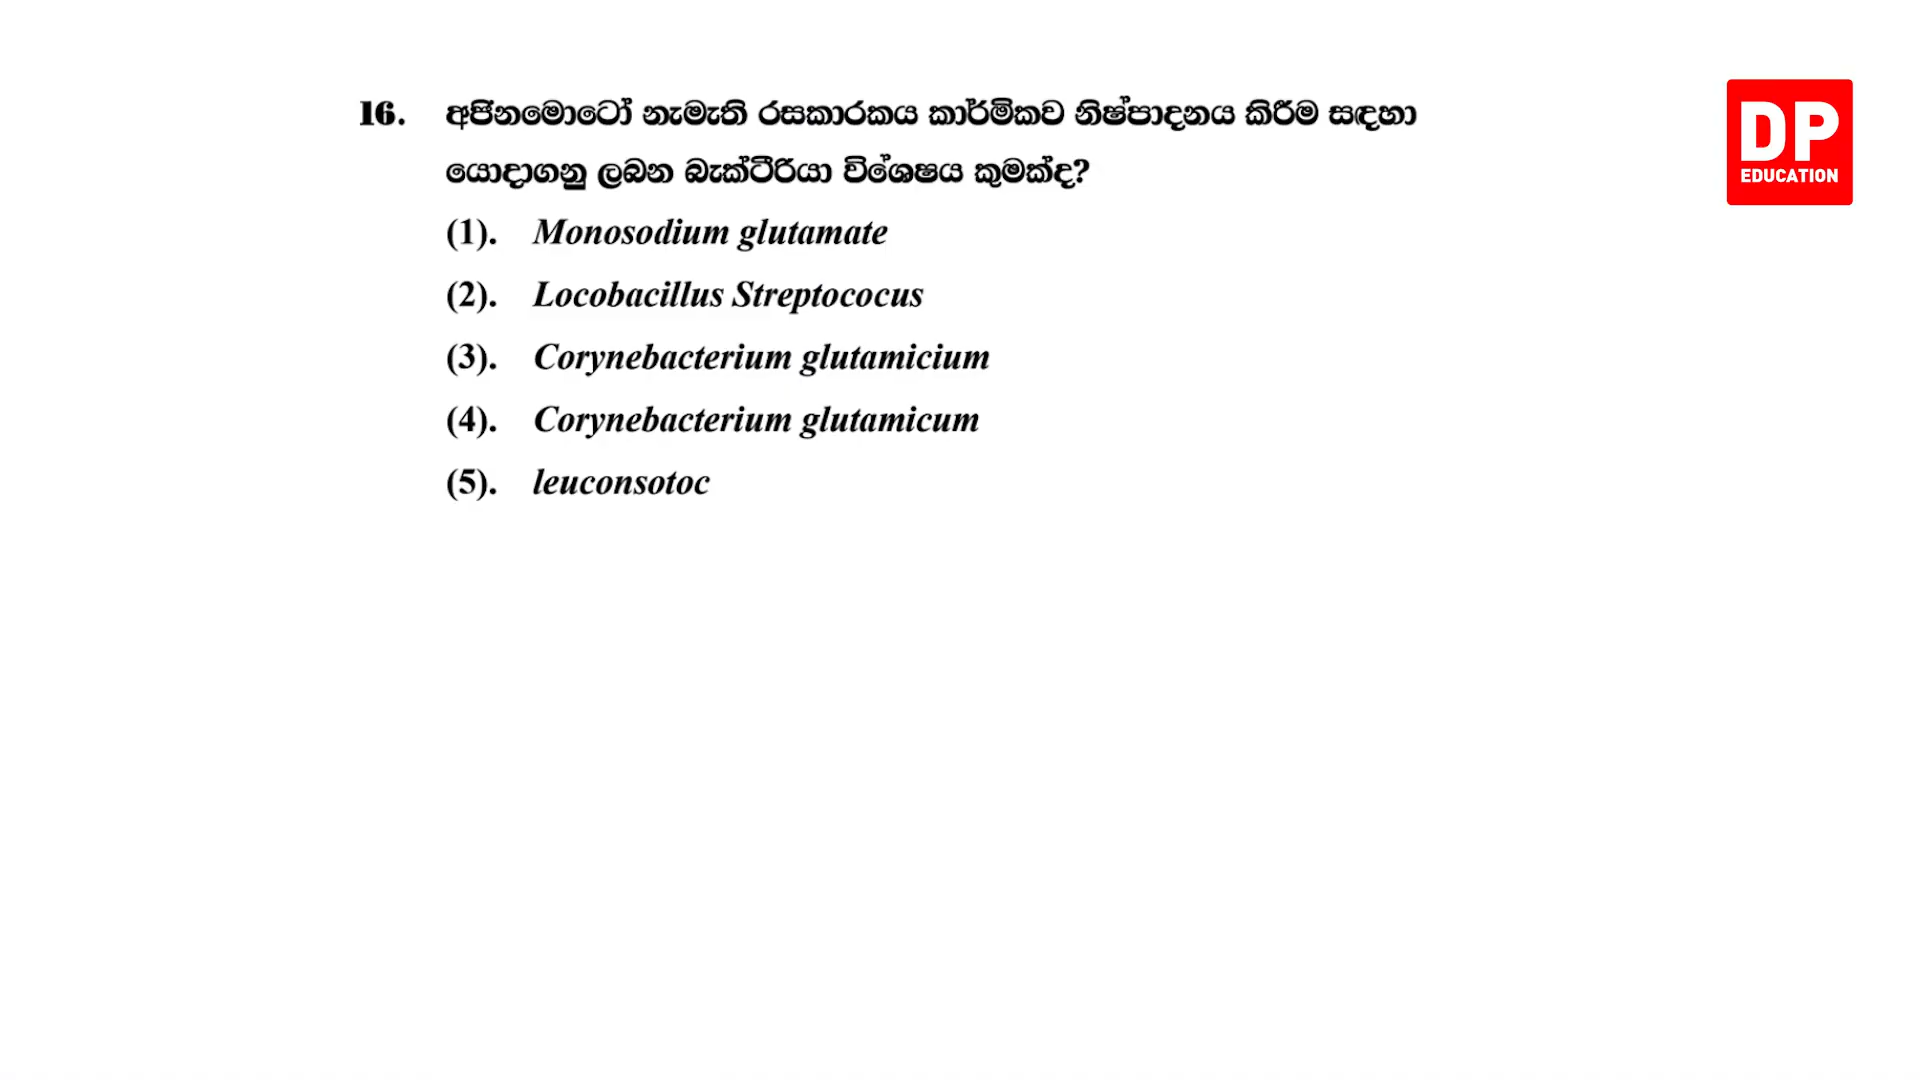 16. අජිනමොටෝ නැමැති රසකාරකය කාර්මිකව නිෂ්පාදනය කිරීම සඳහා
යොදාගනු ලබන බැක්ටීරියා විශේෂය කුමක්ද?
(1). Monosodium glutamate
(2). Locobacillus Streptococus
(3). Corynebacterium glutamicium
(4). Corynebacterium glutamicum
(5). leuconsotoc
DP
EDUCATION